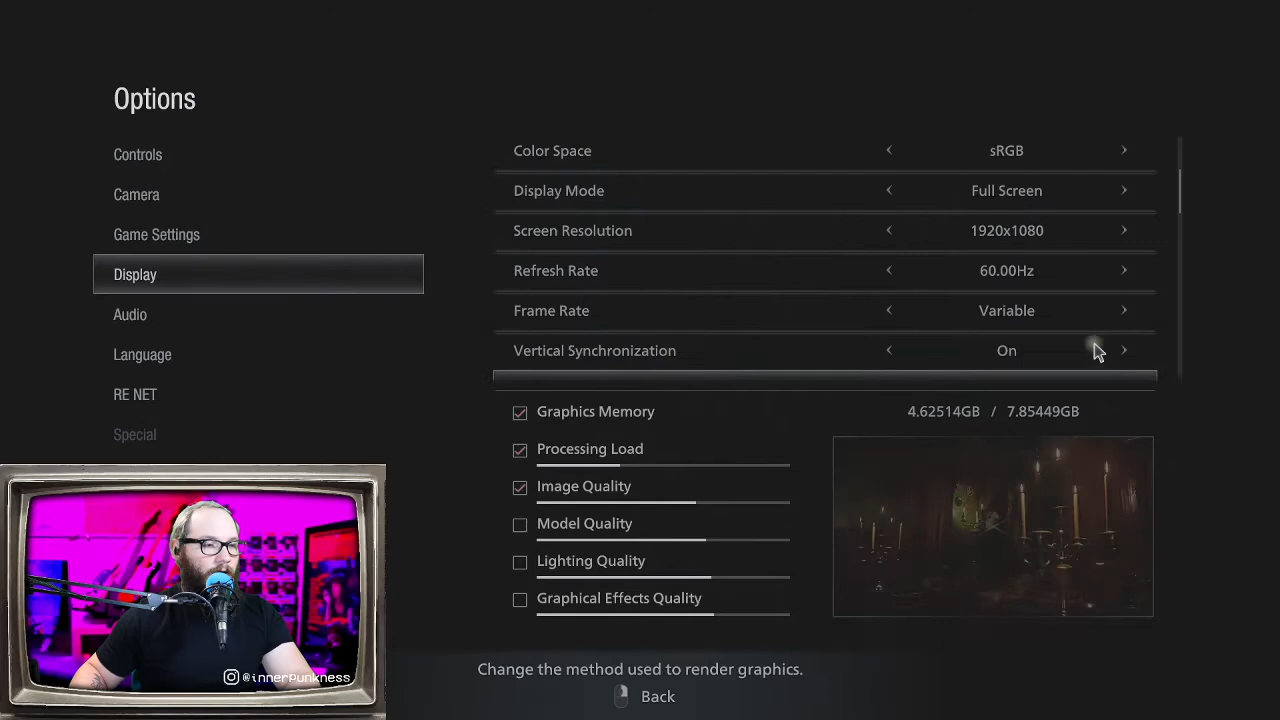 Options
Controls
Camera
Game Settings
Display
Audio
Language
RE NET
Special
Color Space < sRGB >
Display Mode < Full Screen >
Screen Resolution < 1920x1080 >
Refresh Rate < 60.00Hz >
Frame Rate < Variable >
Vertical Synchronization < On >
Graphics Memory 4.62514GB / 7.85449GB
Processing Load
Image Quality
Model Quality
Lighting Quality
Graphical Effects Quality
@innerpunkness
Change the method used to render graphics.
Back